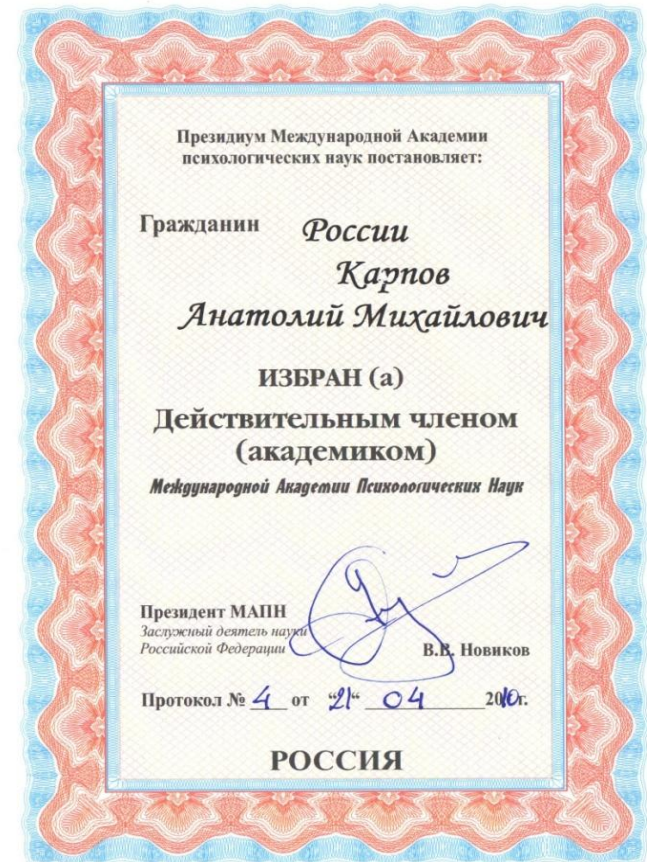 Президиум Международной Академии
психологических наук постановляет:
Гражданин России
Карпов
Анатолий Михайлович
ИЗБРАН (а)
Действительным членом
(академиком)
Международной Академии Психологических Наук
Президент МАПН
Заслужный деятель науки
Российской Федерации В.В. Новиков
Протокол № 4 от "21" 04 2010г.
РОССИЯ